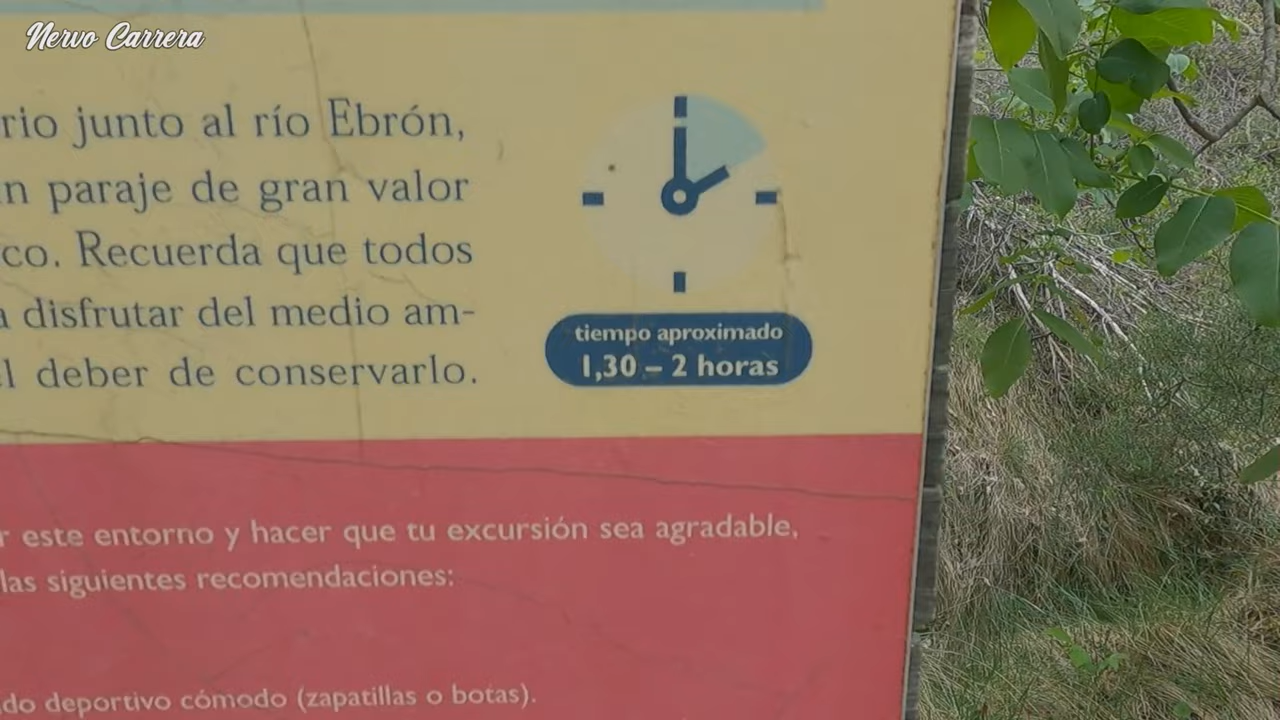 Nervo Carrera
rio junto al río Ebrón,
paraje de gran valor
co. Recuerda que todos
disfrutar del medio am-
deber de conservarlo.
tiempo aproximado
1,30 – 2 horas
r este entorno y hacer que tu excursión sea agradable,
las siguientes recomendaciones:
do deportivo cómodo (zapatillas o botas).